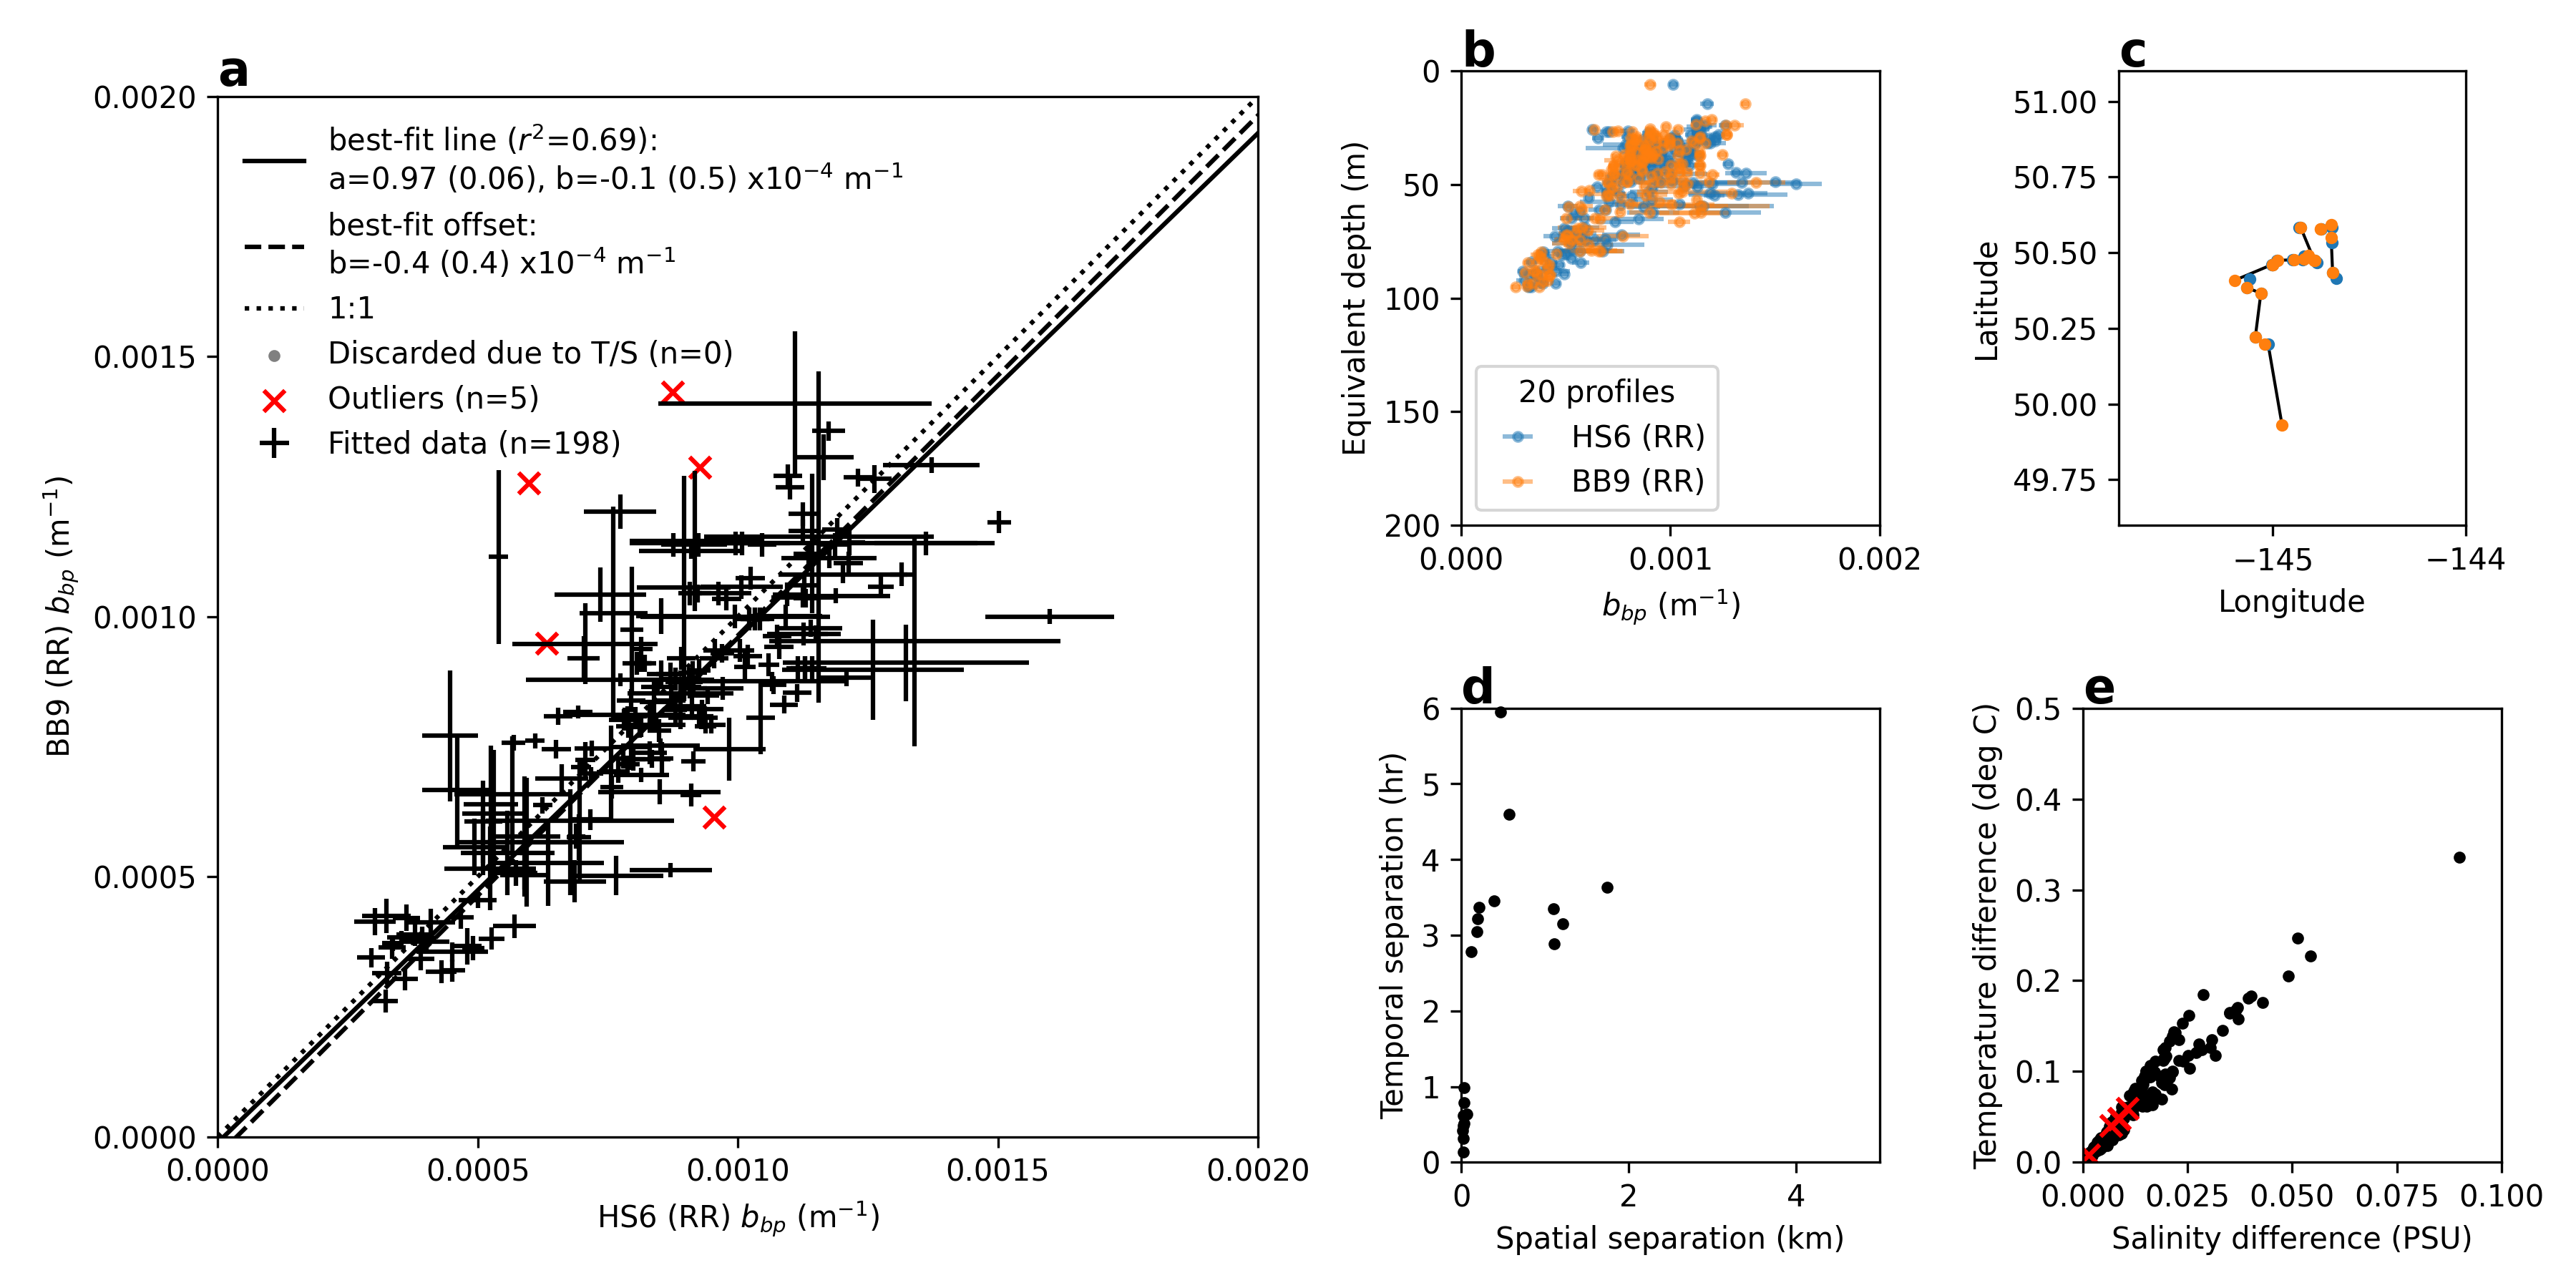 a
0.0020
0.0015
0.0010
0.0005
0.0000
BB9 (RR) b_bp (m⁻¹)
best-fit line (r²=0.69):
a=0.97 (0.06), b=-0.1 (0.5) x10⁻⁴ m⁻¹
best-fit offset:
b=-0.4 (0.4) x10⁻⁴ m⁻¹
1:1
Discarded due to T/S (n=0)
Outliers (n=5)
Fitted data (n=198)
0.0000 0.0005 0.0010 0.0015 0.0020
HS6 (RR) b_bp (m⁻¹)
b
0
50
100
150
200
Equivalent depth (m)
20 profiles
HS6 (RR)
BB9 (RR)
0.000 0.001 0.002
b_bp (m⁻¹)
c
51.00
50.75
50.50
50.25
50.00
49.75
Latitude
−145 −144
Longitude
d
6
5
4
3
2
1
0
Temporal separation (hr)
0 2 4
Spatial separation (km)
e
0.5
0.4
0.3
0.2
0.1
0.0
Temperature difference (deg C)
0.000 0.025 0.050 0.075 0.100
Salinity difference (PSU)